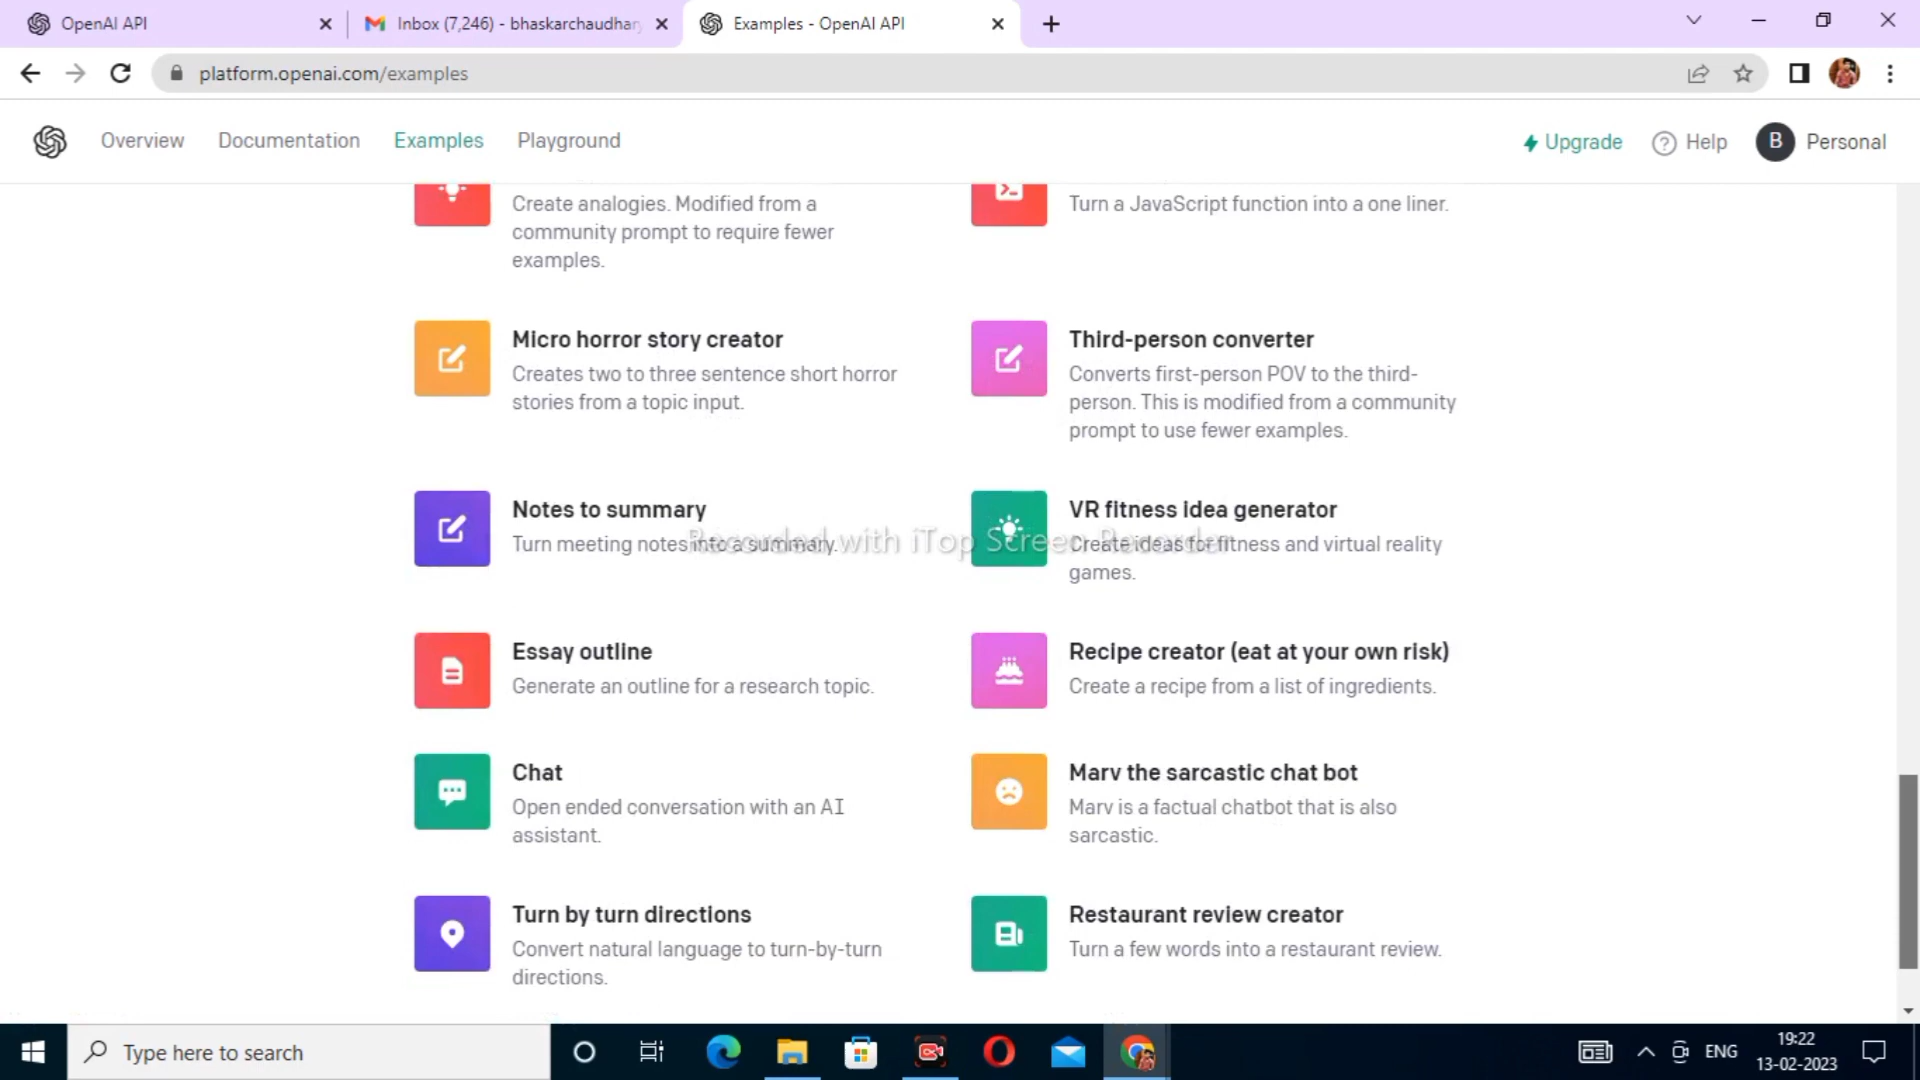 OpenAI API
Inbox (7,246) - bhaskarchaudhary
Examples - OpenAI API
platform.openai.com/examples
Overview
Documentation
Examples
Playground
Upgrade
Help
B
Personal
Create analogies. Modified from a
community prompt to require fewer
examples.
Turn a JavaScript function into a one liner.
Micro horror story creator
Creates two to three sentence short horror
stories from a topic input.
Third-person converter
Converts first-person POV to the third-
person. This is modified from a community
prompt to use fewer examples.
Notes to summary
Turn meeting notes into a summary.
VR fitness idea generator
Create ideas for fitness and virtual reality
games.
Recorded with iTop Screen Recorder
Essay outline
Generate an outline for a research topic.
Recipe creator (eat at your own risk)
Create a recipe from a list of ingredients.
Chat
Open ended conversation with an AI
assistant.
Marv the sarcastic chat bot
Marv is a factual chatbot that is also
sarcastic.
Turn by turn directions
Convert natural language to turn-by-turn
directions.
Restaurant review creator
Turn a few words into a restaurant review.
Type here to search
ENG
19:22
13-02-2023